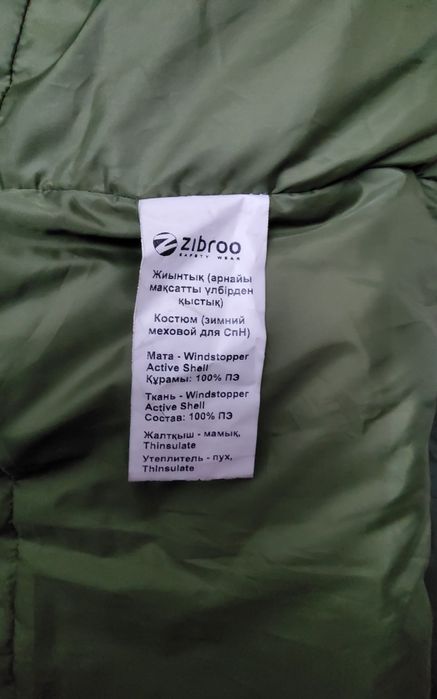 zibroo
SAFETY WEAR
Жиынтық (арнайы
мақсатты үлбірден
қыстық)
Костюм (зимний
меховой для СпН)
Мата - Windstopper
Active Shell
Құрамы: 100% ПЭ
Ткань - Windstopper
Active Shell
Состав: 100% ПЭ
Жалтқыш - мамық,
Thinsulate
Утеплитель - пух,
Thinsulate